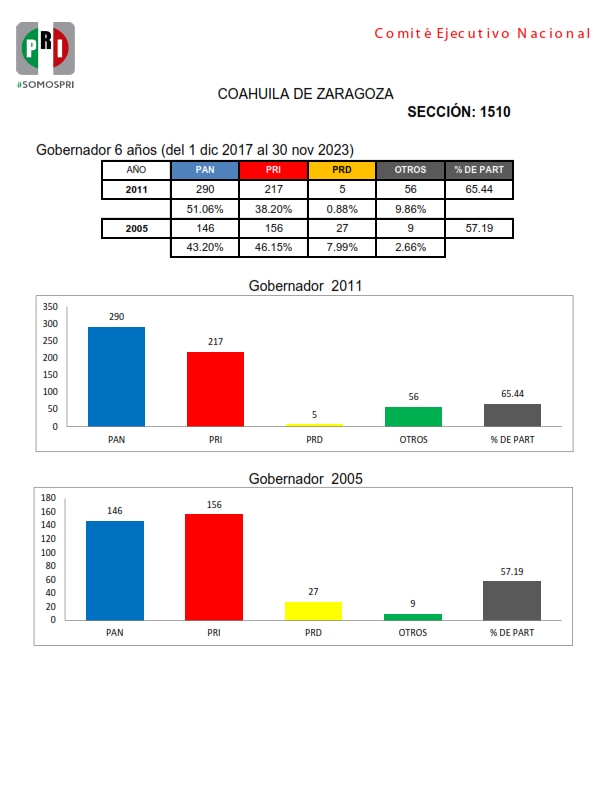 PRI
#SOMOSPRI
Comité Ejecutivo Nacional
COAHUILA DE ZARAGOZA
SECCIÓN: 1510
Gobernador 6 años (del 1 dic 2017 al 30 nov 2023)
AÑO PAN PRI PRD OTROS % DE PART
2011 290 217 5 56 65.44
51.06% 38.20% 0.88% 9.86%
2005 146 156 27 9 57.19
43.20% 46.15% 7.99% 2.66%
Gobernador 2011
350
300
250
200
150
100
50
0
290
217
5
56
65.44
PAN PRI PRD OTROS % DE PART
Gobernador 2005
180
160
140
120
100
80
60
40
20
0
146
156
27
9
57.19
PAN PRI PRD OTROS % DE PART